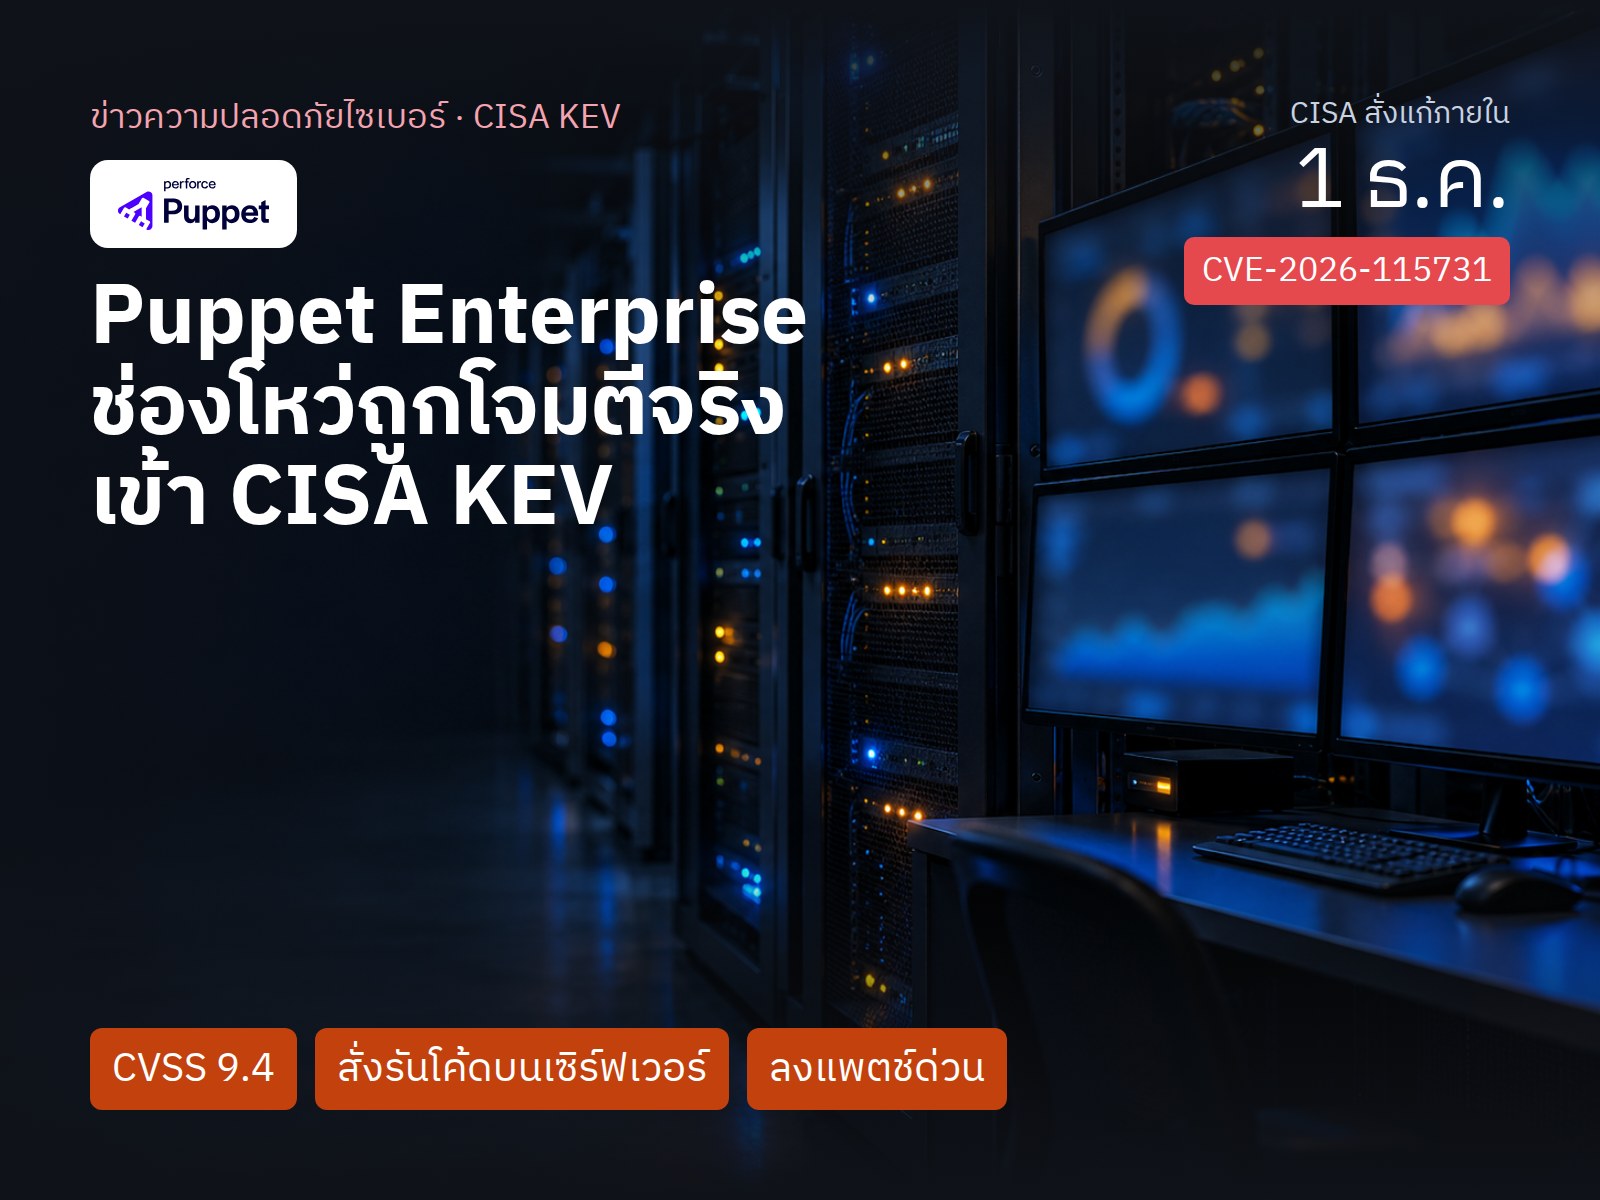 ข่าวความปลอดภัยไซเบอร์ · CISA KEV
perforce
Puppet
Puppet Enterprise
ช่องโหว่ถูกโจมตีจริง
เข้า CISA KEV
CISA สั่งแก้ภายใน
1 ธ.ค.
CVE-2026-115731
CVSS 9.4
สั่งรันโค้ดบนเซิร์ฟเวอร์
ลงแพตช์ด่วน